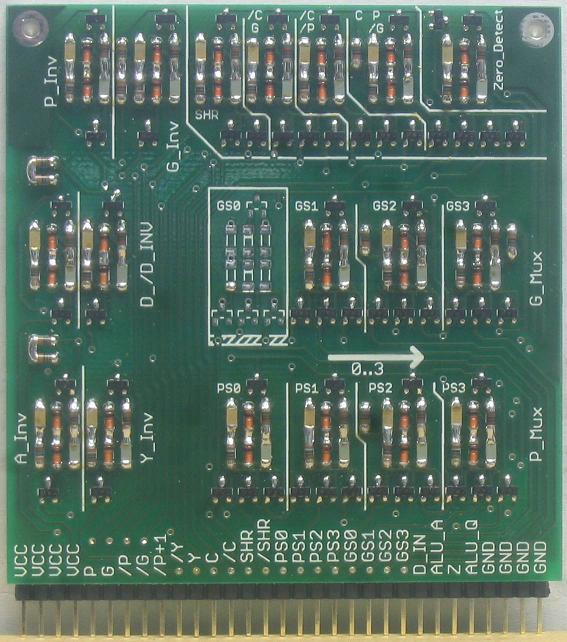 /C G
/C /P
C P /G
Zero_Detect
P_Inv
SHR
G_Inv
GS0
GS1
GS2
GS3
D_/D_INV
G_Mux
0..3
PS0
PS1
PS2
PS3
A_Inv
Y_Inv
P_Mux
VCC
VCC
VCC
VCC
P
G
/P
/G
/P+1
/Y
Y
C
/C
SHR
/SHR
PS0
PS1
PS2
PS3
GS0
GS1
GS2
GS3
D_IN
ALU_A
Z
ALU_Q
GND
GND
GND
GND